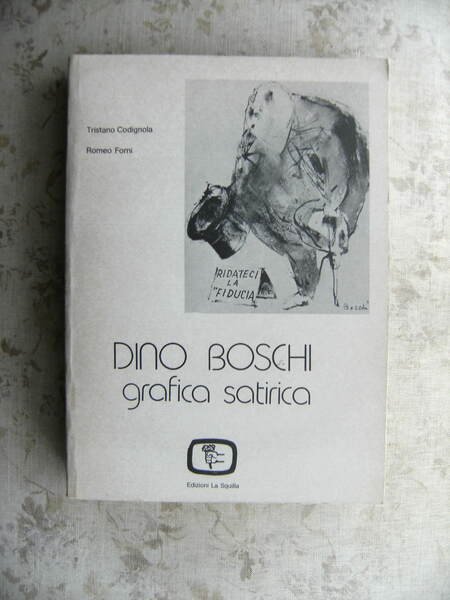 Tristano Codignola
Romeo Forni
RIDATECI
LA
"FIDUCIA
Boschi
DINO BOSCHI
grafica satirica
Edizioni La Squilla